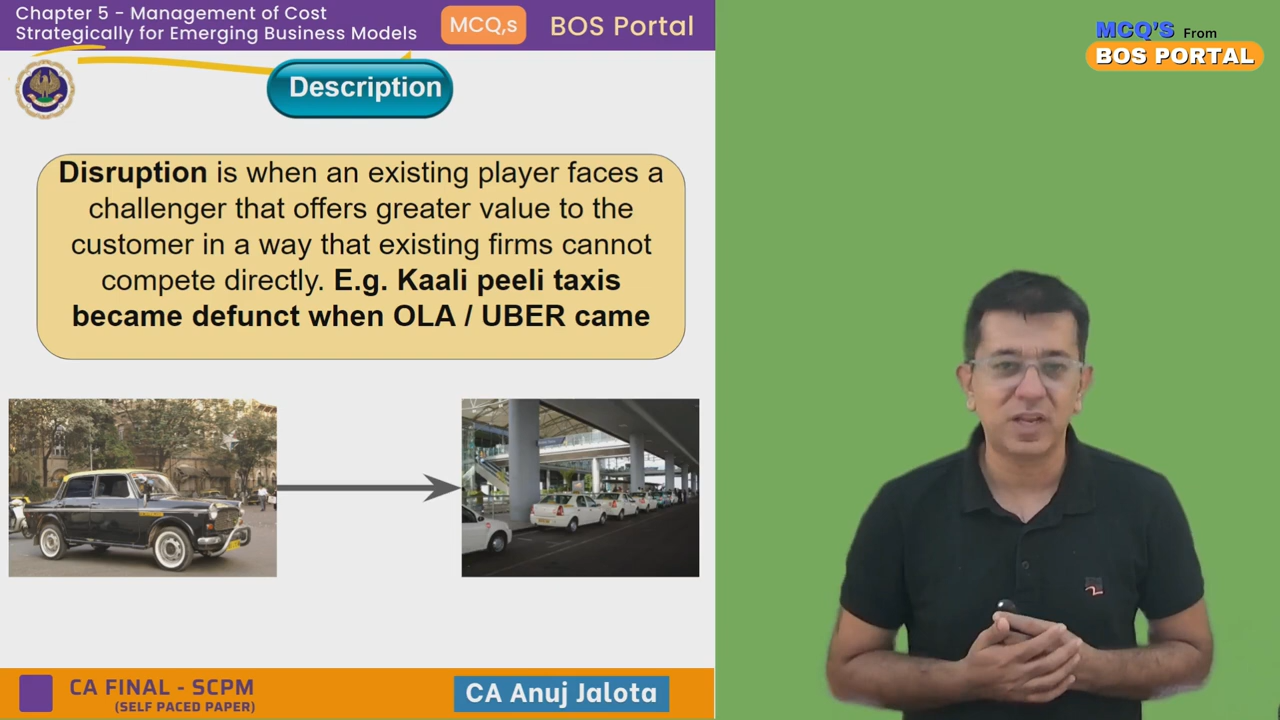 Chapter 5 - Management of Cost
Strategically for Emerging Business Models
MCQ,s
BOS Portal
MCQ'S From
BOS PORTAL
Description
Disruption is when an existing player faces a
challenger that offers greater value to the
customer in a way that existing firms cannot
compete directly. E.g. Kaali peeli taxis
became defunct when OLA / UBER came
CA FINAL - SCPM
(SELF PACED PAPER)
CA Anuj Jalota